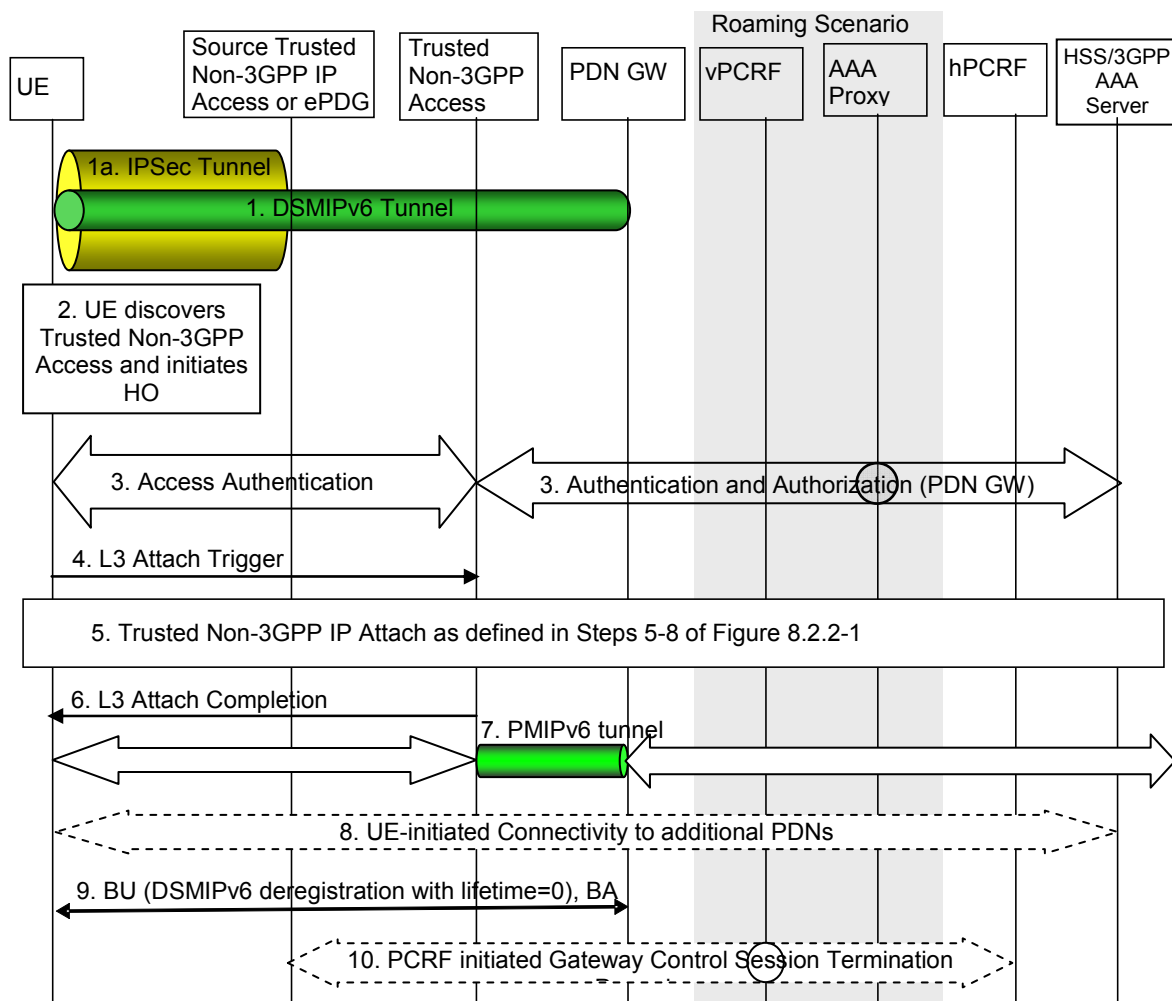 Roaming Scenario
UE
Source Trusted
Non-3GPP IP
Access or ePDG
Trusted
Non-3GPP
Access
PDN GW
vPCRF
AAA
Proxy
hPCRF
HSS/3GPP
AAA
Server
1a. IPSec Tunnel
1. DSMIPv6 Tunnel
2. UE discovers
Trusted Non-3GPP
Access and initiates
HO
3. Access Authentication
3. Authentication and Authorization (PDN GW)
4. L3 Attach Trigger
5. Trusted Non-3GPP IP Attach as defined in Steps 5-8 of Figure 8.2.2-1
6. L3 Attach Completion
7. PMIPv6 tunnel
8. UE-initiated Connectivity to additional PDNs
9. BU (DSMIPv6 deregistration with lifetime=0), BA
10. PCRF initiated Gateway Control Session Termination